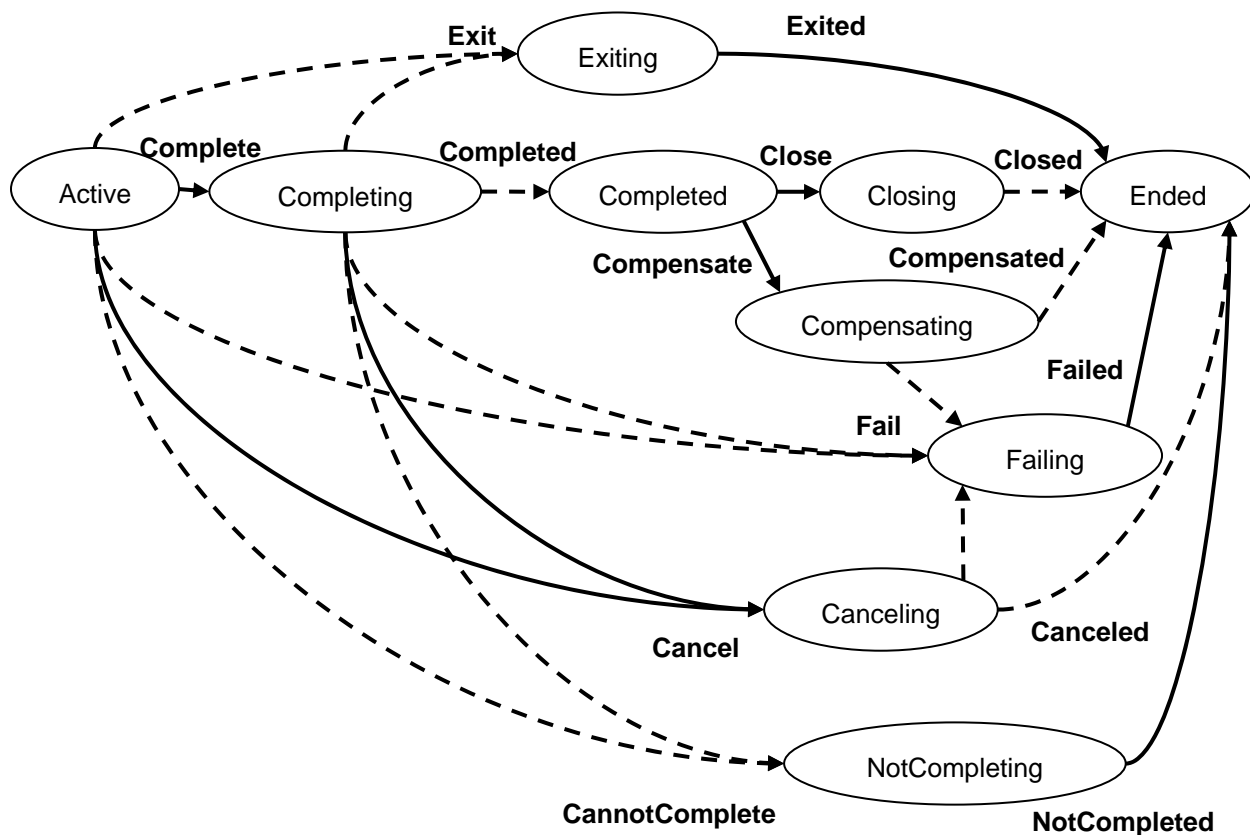 Exited
Exit
Exiting
Complete
Completed
Close
Closed
Active
Completing
Completed
Closing
Ended
Compensate
Compensated
Compensating
Failed
Fail
Failing
Canceling
Cancel
Canceled
NotCompleting
CannotComplete
NotCompleted